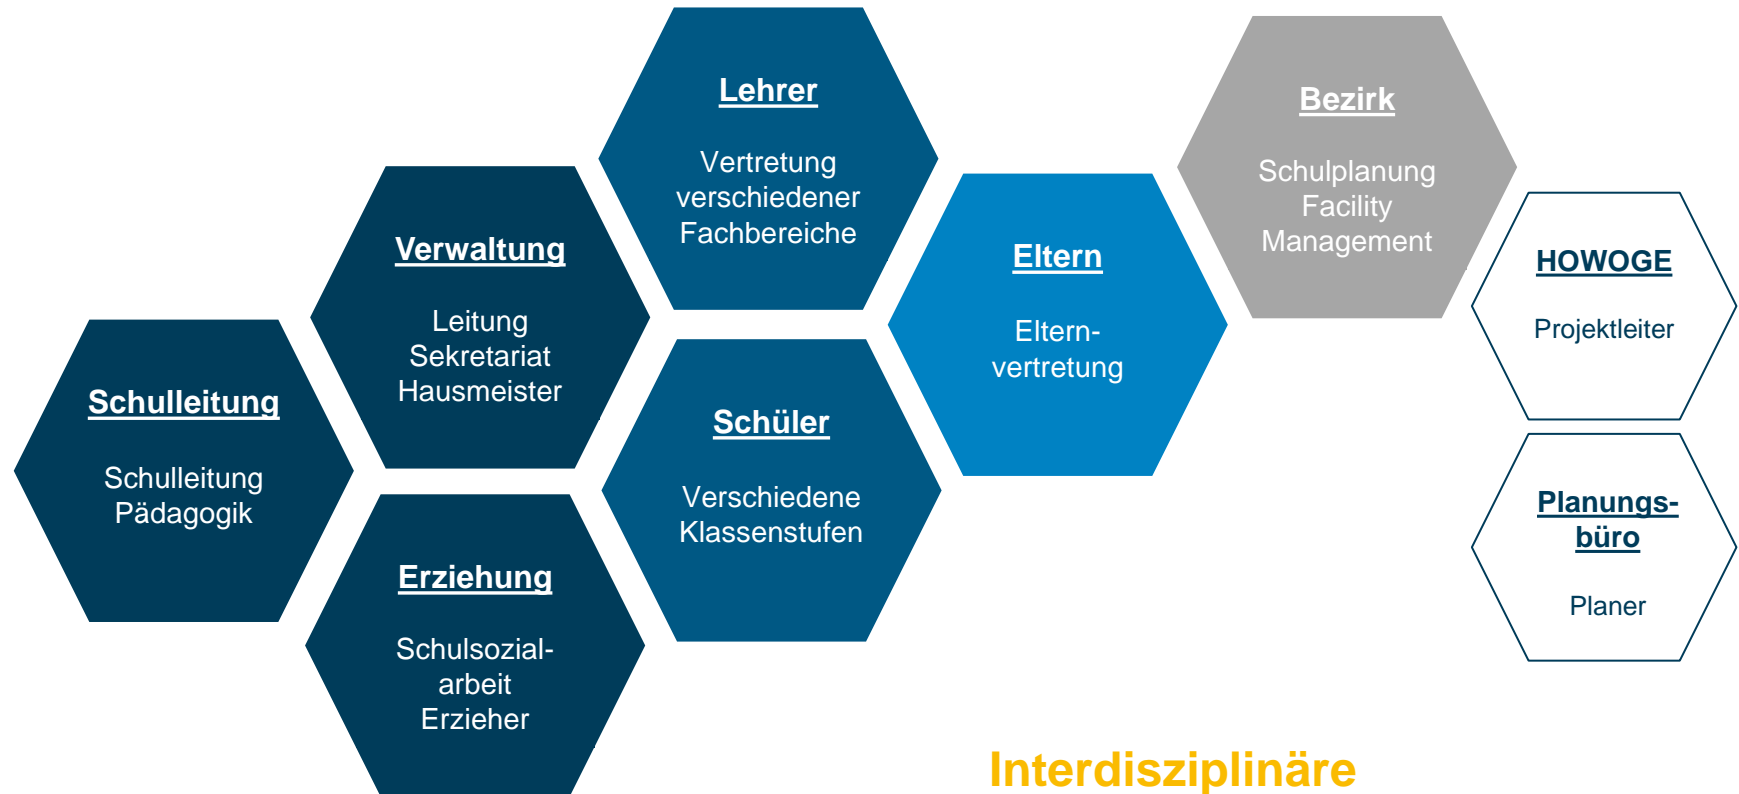 Schulleitung
Schulleitung
Pädagogik
Verwaltung
Leitung
Sekretariat
Hausmeister
Erziehung
Schulsozial-
arbeit
Erzieher
Lehrer
Vertretung
verschiedener
Fachbereiche
Schüler
Verschiedene
Klassenstufen
Eltern
Eltern-
vertretung
Bezirk
Schulplanung
Facility
Management
HOWOGE
Projektleiter
Planungs-
büro
Planer
Interdisziplinäre